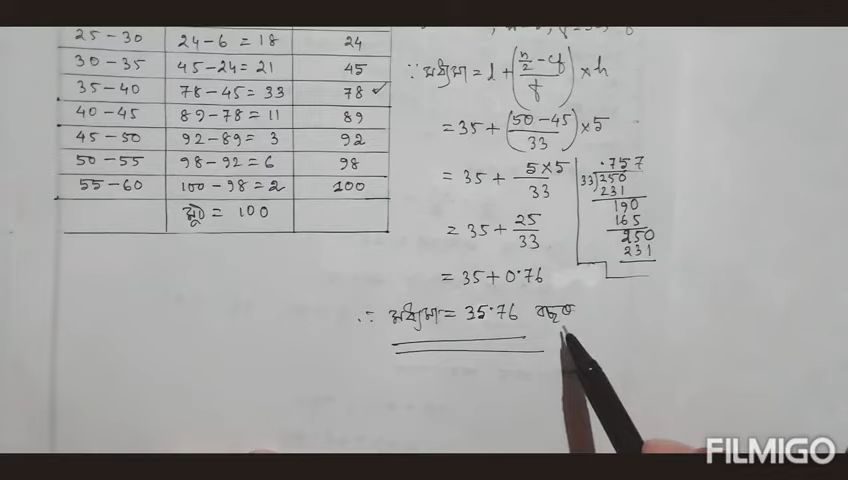 25-30 24-6 = 18 24
30-35 45-24 = 21 45
35-40 78-45 = 33 78 ✓
40-45 89-78 = 11 89
45-50 92-89 = 3 92
50-55 98-92 = 6 98
55-60 100-98 = 2 100
মুঠ = 100
∵ মধ্যমা = l + ((n/2 - cf)/f) × h
= 35 + ((50-45)/33) × 5
= 35 + (5×5)/33
= 35 + 25/33
= 35 + 0.76
∴ মধ্যমা = 35.76 বছৰ
.757
33)250
231
190
165
250
231
FILMIGO